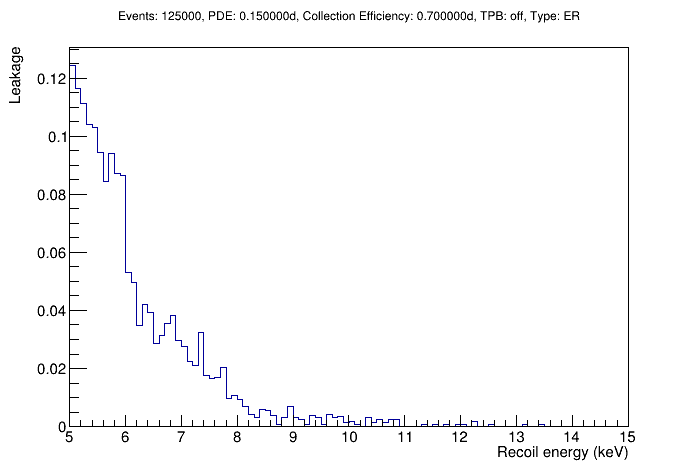 Events: 125000, PDE: 0.150000d, Collection Efficiency: 0.700000d, TPB: off, Type: ER
Leakage
0.12
0.1
0.08
0.06
0.04
0.02
0
5 6 7 8 9 10 11 12 13 14 15
Recoil energy (keV)